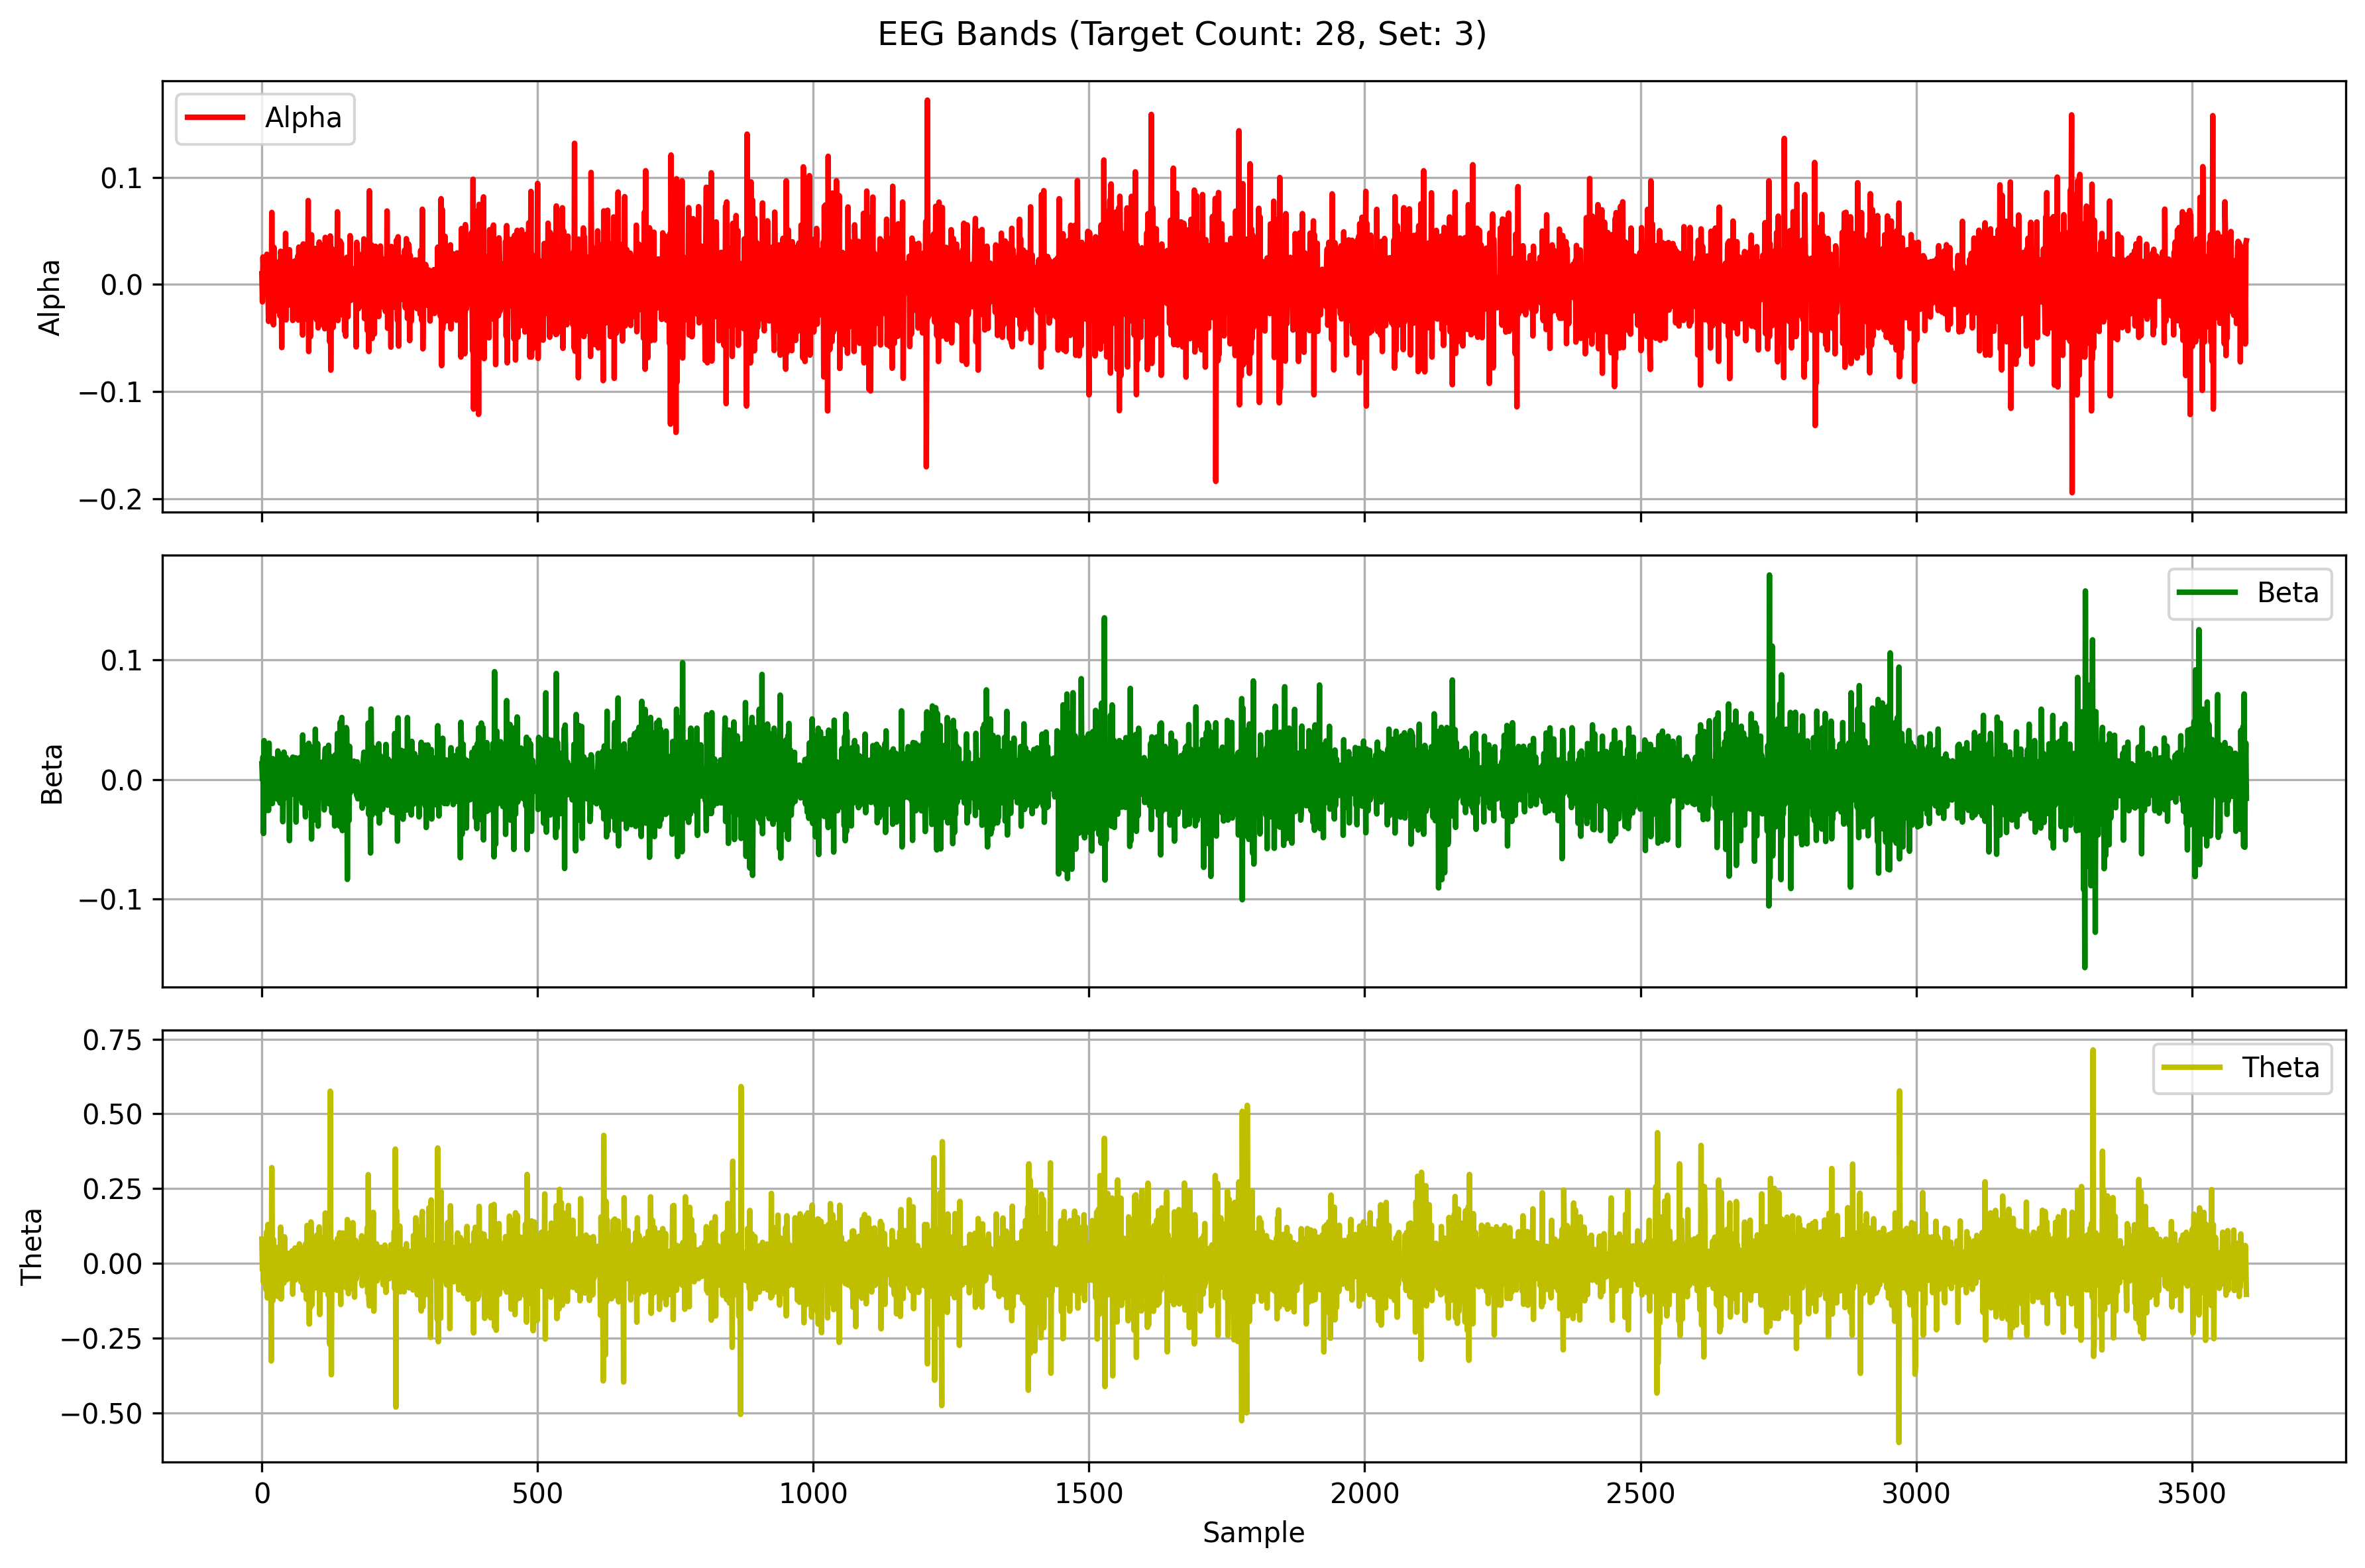 EEG Bands (Target Count: 28, Set: 3)
Alpha
0.1
0.0
−0.1
−0.2
Alpha
Beta
0.1
0.0
−0.1
Beta
Theta
0.75
0.50
0.25
0.00
−0.25
−0.50
Theta
0 500 1000 1500 2000 2500 3000 3500
Sample